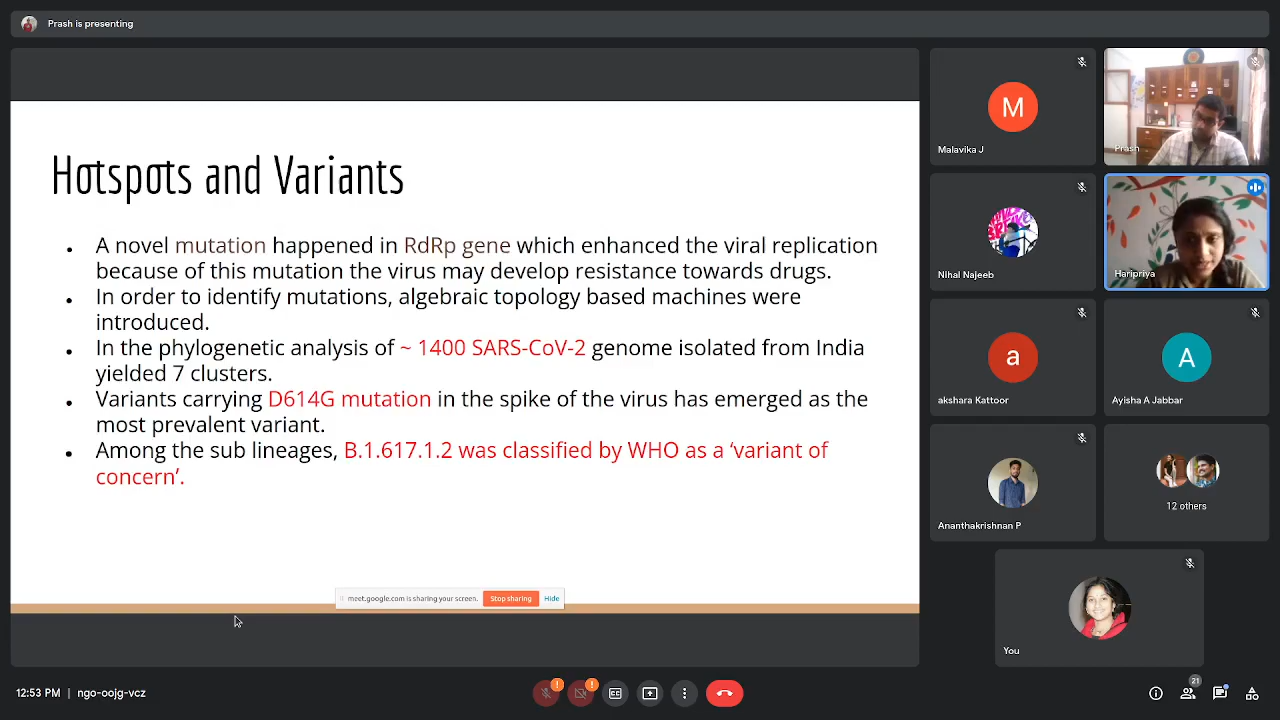 Prash is presenting
Hotspots and Variants
• A novel mutation happened in RdRp gene which enhanced the viral replication
because of this mutation the virus may develop resistance towards drugs.
• In order to identify mutations, algebraic topology based machines were
introduced.
• In the phylogenetic analysis of ~ 1400 SARS-CoV-2 genome isolated from India
yielded 7 clusters.
• Variants carrying D614G mutation in the spike of the virus has emerged as the
most prevalent variant.
• Among the sub lineages, B.1.617.1.2 was classified by WHO as a ‘variant of
concern’.
meet.google.com is sharing your screen. Stop sharing Hide
M
Malavika J
Prash
Nihal Najeeb
Haripriya
a
akshara Kattoor
A
Ayisha A Jabbar
Ananthakrishnan P
12 others
You
12:53 PM | ngo-oojg-vcz
21